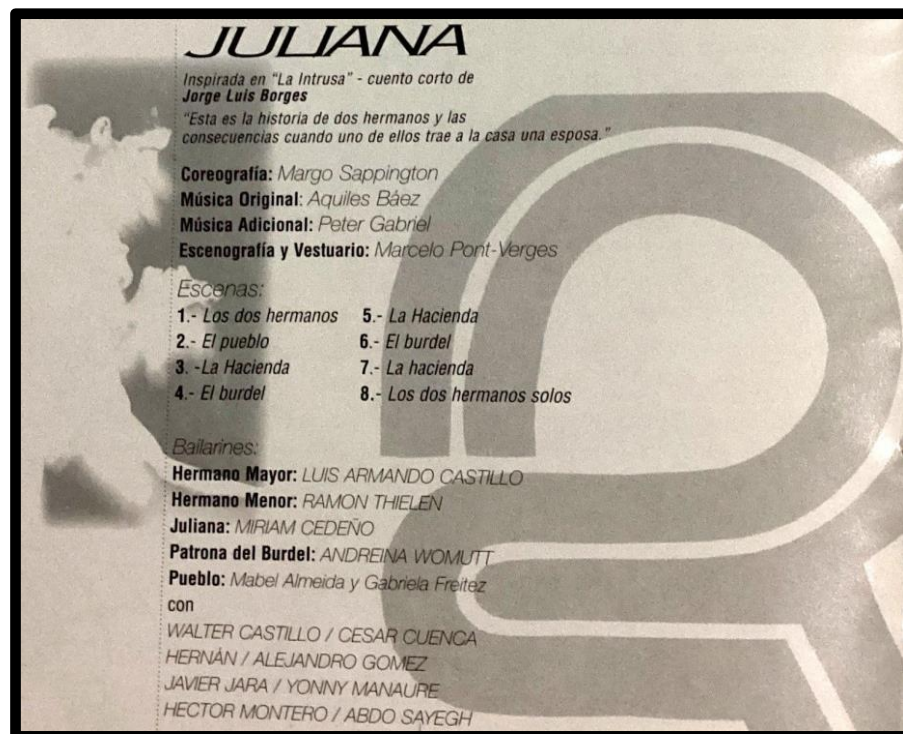 JULIANA
Inspirada en "La Intrusa" - cuento corto de
Jorge Luis Borges
"Esta es la historia de dos hermanos y las
consecuencias cuando uno de ellos trae a la casa una esposa."
Coreografía: Margo Sappington
Música Original: Aquiles Báez
Música Adicional: Peter Gabriel
Escenografía y Vestuario: Marcelo Pont-Verges
Escenas:
1.- Los dos hermanos 5.- La Hacienda
2.- El pueblo 6.- El burdel
3. -La Hacienda 7.- La hacienda
4.- El burdel 8.- Los dos hermanos solos
Bailarines:
Hermano Mayor: LUIS ARMANDO CASTILLO
Hermano Menor: RAMON THIELEN
Juliana: MIRIAM CEDEÑO
Patrona del Burdel: ANDREINA WOMUTT
Pueblo: Mabel Almeida y Gabriela Freitez
con
WALTER CASTILLO / CESAR CUENCA
HERNÁN / ALEJANDRO GOMEZ
JAVIER JARA / YONNY MANAURE
HECTOR MONTERO / ABDO SAYEGH